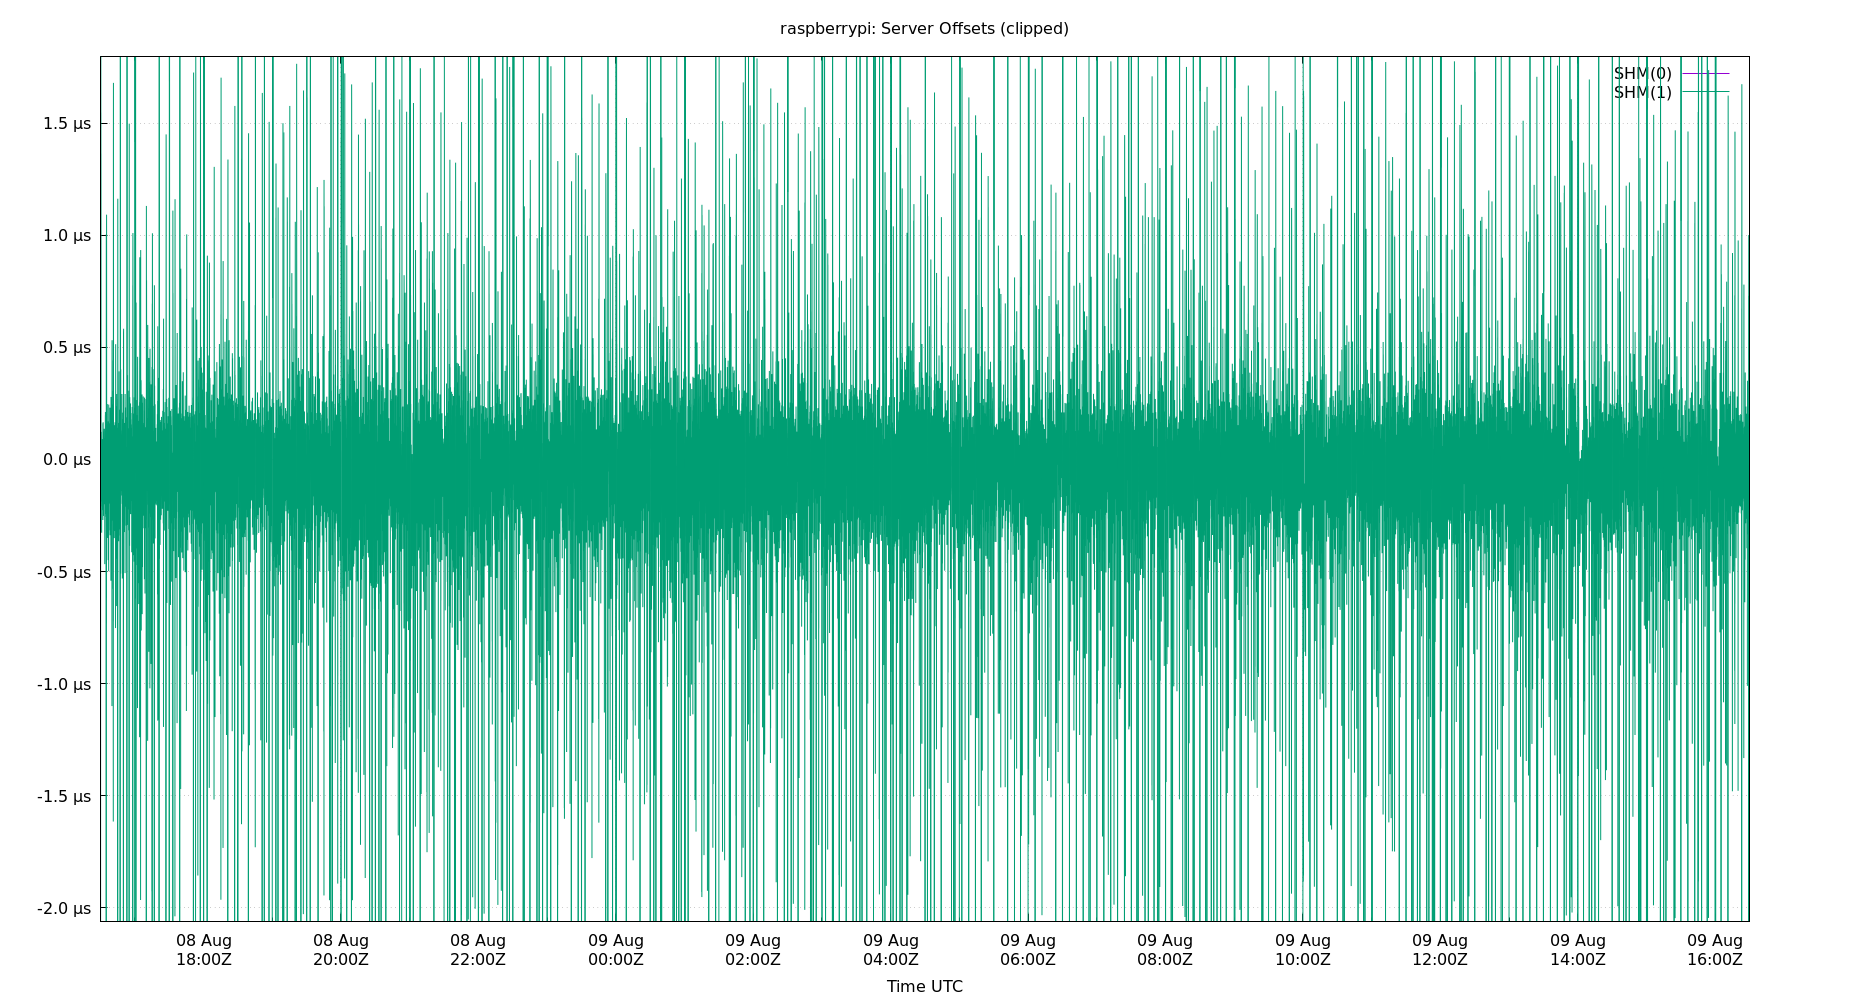 raspberrypi: Server Offsets (clipped)
SHM(0)
SHM(1)
1.5 µs
1.0 µs
0.5 µs
0.0 µs
-0.5 µs
-1.0 µs
-1.5 µs
-2.0 µs
08 Aug 08 Aug 08 Aug 09 Aug 09 Aug 09 Aug 09 Aug 09 Aug 09 Aug 09 Aug 09 Aug 09 Aug
18:00Z 20:00Z 22:00Z 00:00Z 02:00Z 04:00Z 06:00Z 08:00Z 10:00Z 12:00Z 14:00Z 16:00Z
Time UTC